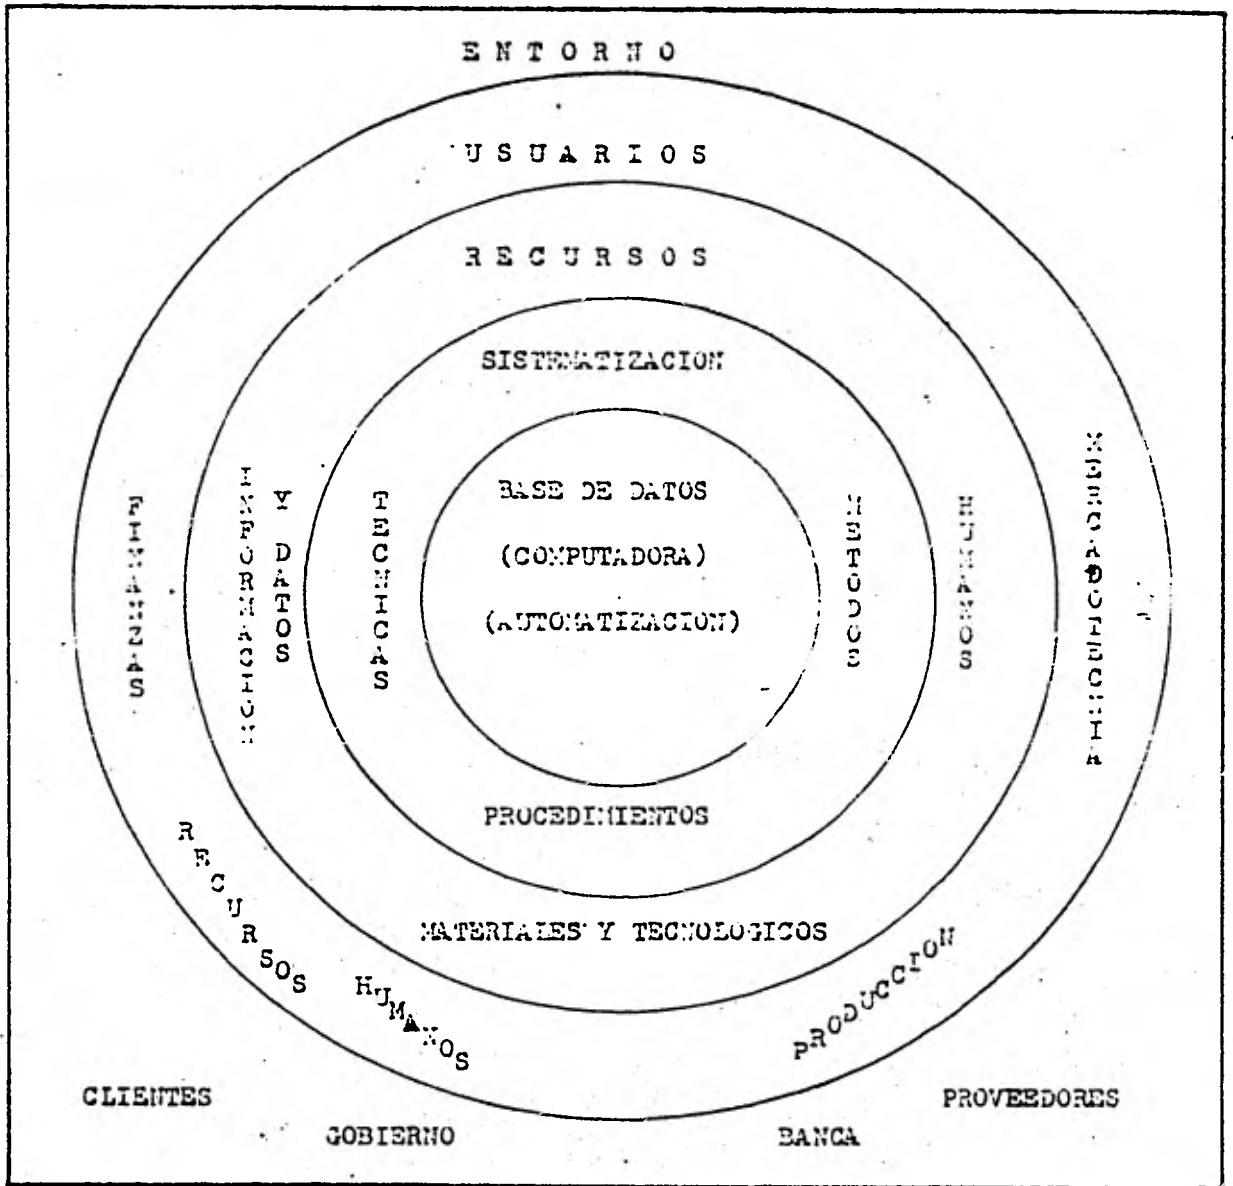 ENTORNO
USUARIOS
RECURSOS
SISTEMATIZACION
BASE DE DATOS
(COMPUTADORA)
(AUTOMATIZACION)
FINANZAS
INFORMACION
Y DATOS
TECNICAS
METODOS
HUMANOS
MERCADOTECNIA
PROCEDIMIENTOS
MATERIALES Y TECNOLOGICOS
RECURSOS HUMANOS
PRODUCCION
CLIENTES
GOBIERNO
BANCA
PROVEEDORES